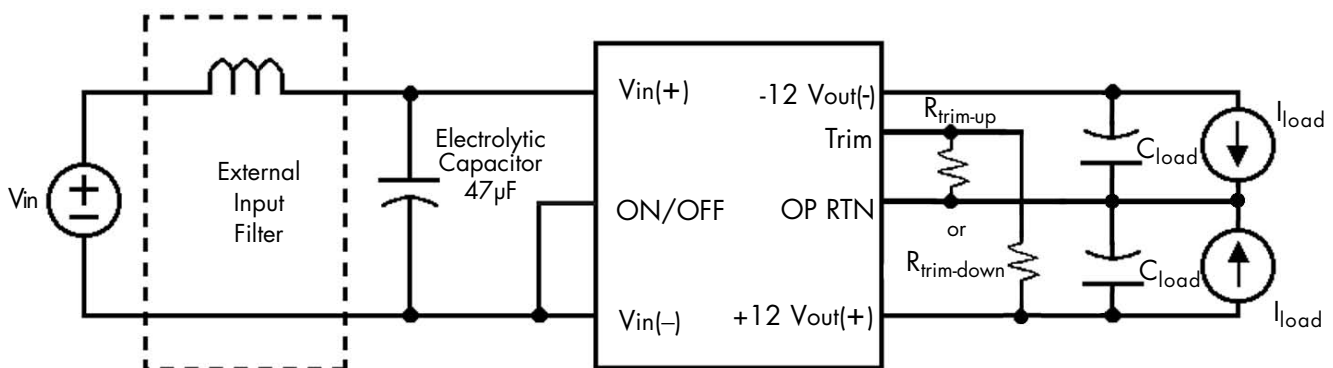 Vin
External
Input
Filter
Electrolytic
Capacitor
47µF
Vin(+)
ON/OFF
Vin(–)
-12 Vout(-)
Trim
OP RTN
+12 Vout(+)
Rtrim-up
or
Rtrim-down
Cload
Cload
Iload
Iload